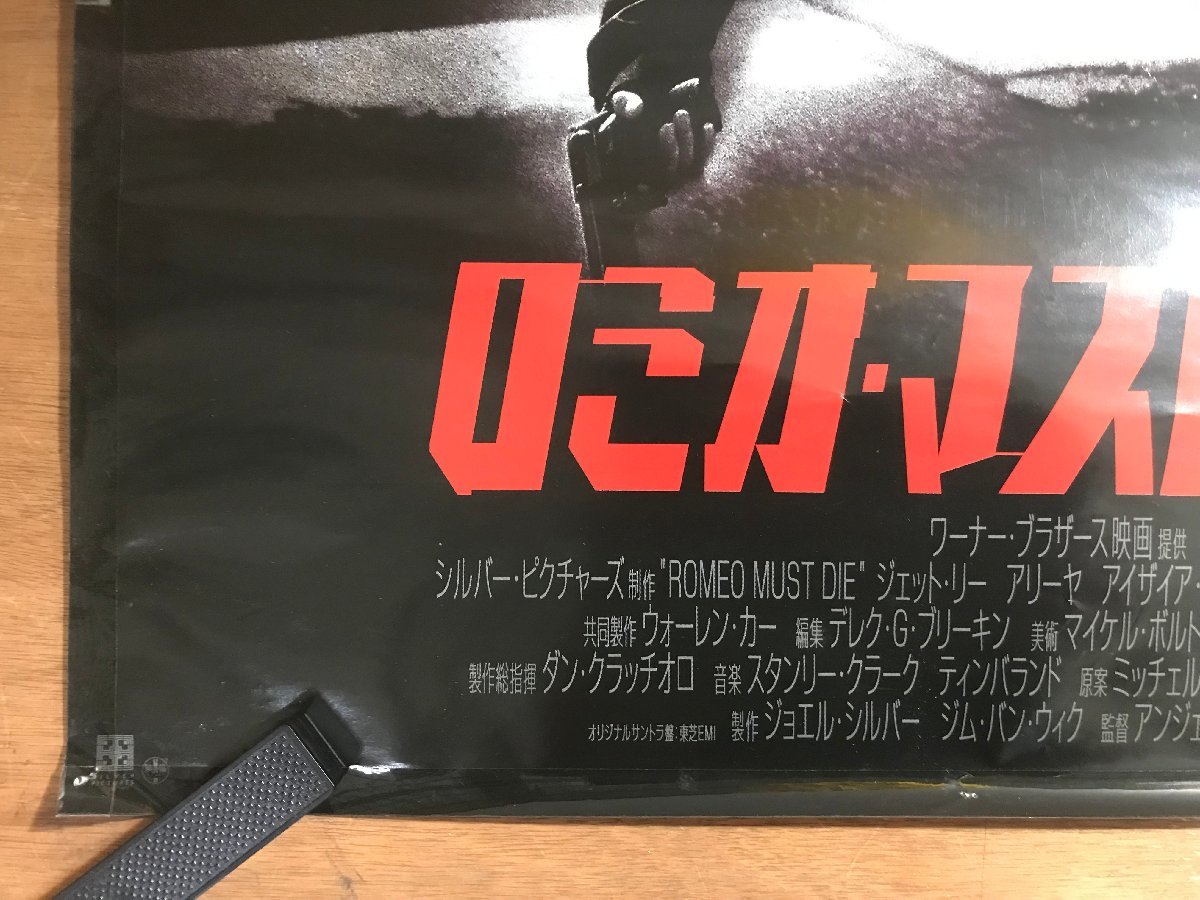 ロミオ・マス
ワーナー・ブラザース映画 提供
シルバー・ピクチャーズ 制作 "ROMEO MUST DIE" ジェット・リー アリーヤ アイザイア・
共同製作 ウォーレン・カー 編集 デレク・G・ブリーキン 美術 マイケル・ボルト
製作総指揮 ダン・クラッチオロ 音楽 スタンリー・クラーク ティンバランド 原案 ミッチェル
オリジナルサントラ盤:東芝EMI 製作 ジョエル・シルバー ジム・バン・ウィク 監督 アンジェ